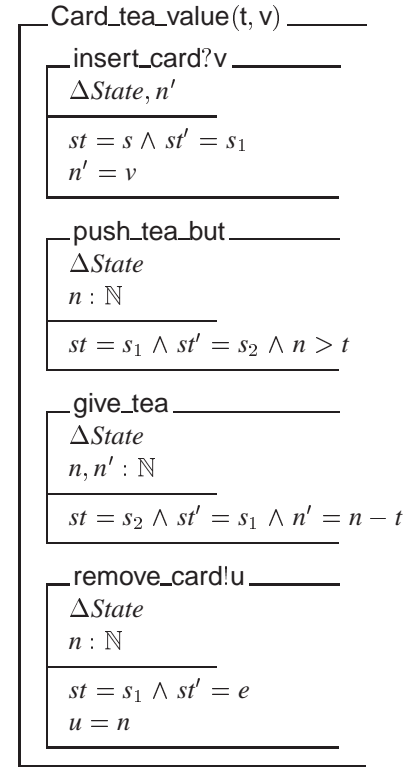 Card_tea_value(t, v)
insert_card?v
ΔState, n′
st = s ∧ st′ = s₁
n′ = v
push_tea_but
ΔState
n : ℕ
st = s₁ ∧ st′ = s₂ ∧ n > t
give_tea
ΔState
n, n′ : ℕ
st = s₂ ∧ st′ = s₁ ∧ n′ = n − t
remove_card!u
ΔState
n : ℕ
st = s₁ ∧ st′ = e
u = n